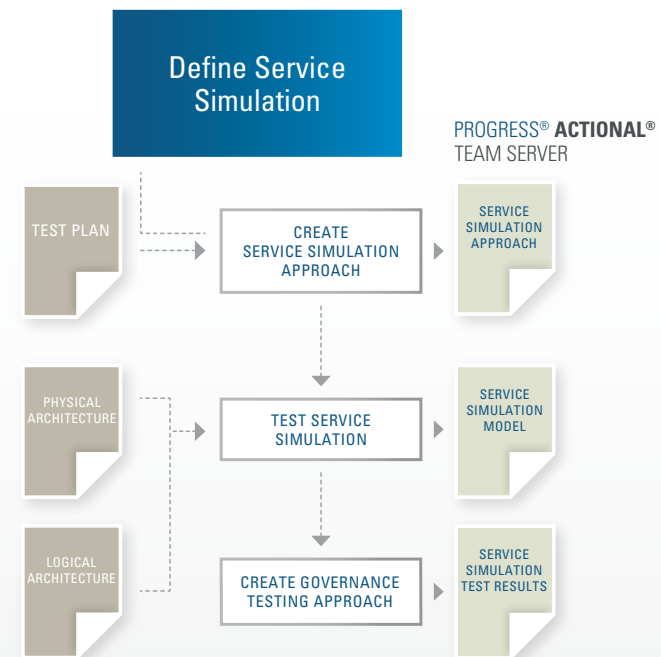 Define Service
Simulation
PROGRESS® ACTIONAL®
TEAM SERVER
TEST PLAN
CREATE
SERVICE SIMULATION
APPROACH
SERVICE
SIMULATION
APPROACH
PHYSICAL
ARCHITECTURE
TEST SERVICE
SIMULATION
SERVICE
SIMULATION
MODEL
LOGICAL
ARCHITECTURE
CREATE GOVERNANCE
TESTING APPROACH
SERVICE
SIMULATION
TEST RESULTS